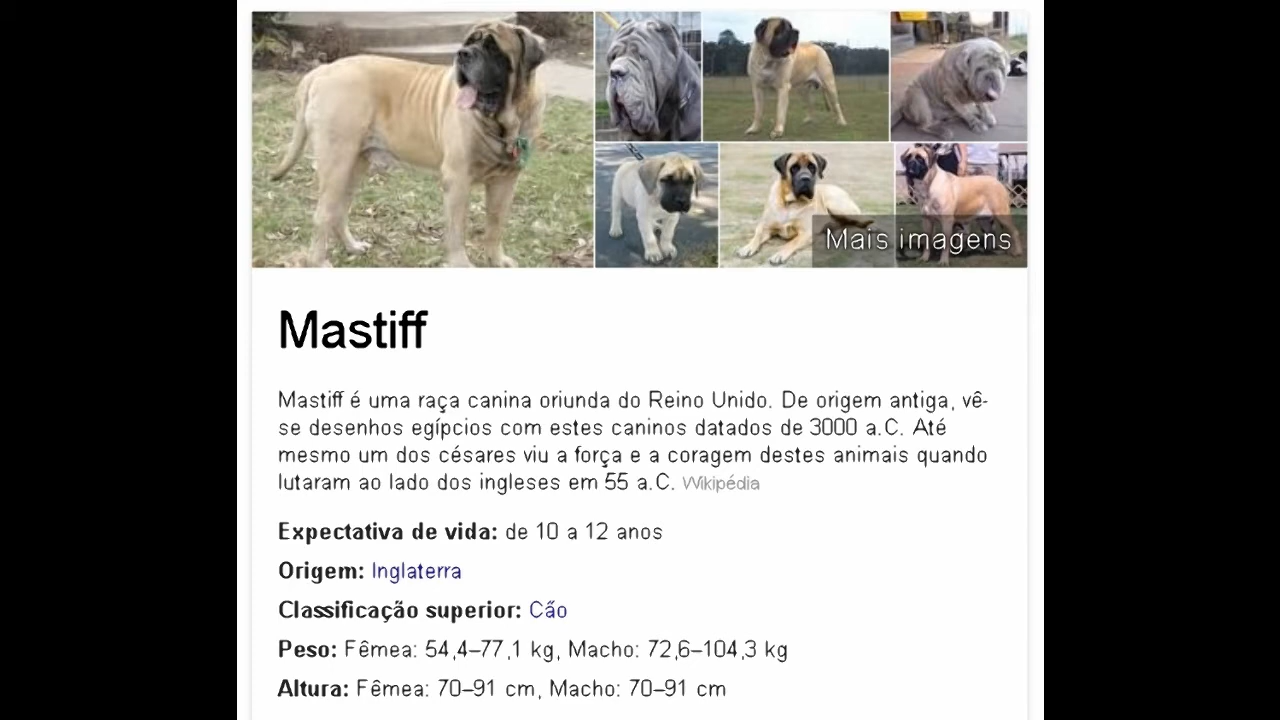 Mais imagens
Mastiff
Mastiff é uma raça canina oriunda do Reino Unido. De origem antiga, vê-
se desenhos egípcios com estes caninos datados de 3000 a.C. Até
mesmo um dos césares viu a força e a coragem destes animais quando
lutaram ao lado dos ingleses em 55 a.C. Wikipédia
Expectativa de vida: de 10 a 12 anos
Origem: Inglaterra
Classificação superior: Cão
Peso: Fêmea: 54,4–77,1 kg, Macho: 72,6–104,3 kg
Altura: Fêmea: 70–91 cm, Macho: 70–91 cm